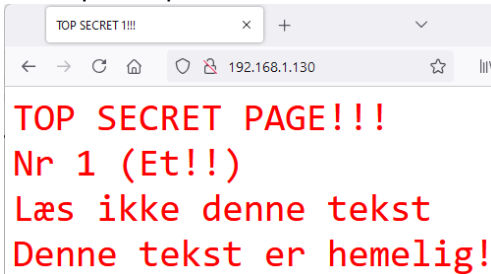 TOP SECRET 1!!!
192.168.1.130
TOP SECRET PAGE!!!
Nr 1 (Et!!)
Læs ikke denne tekst
Denne tekst er hemelig!